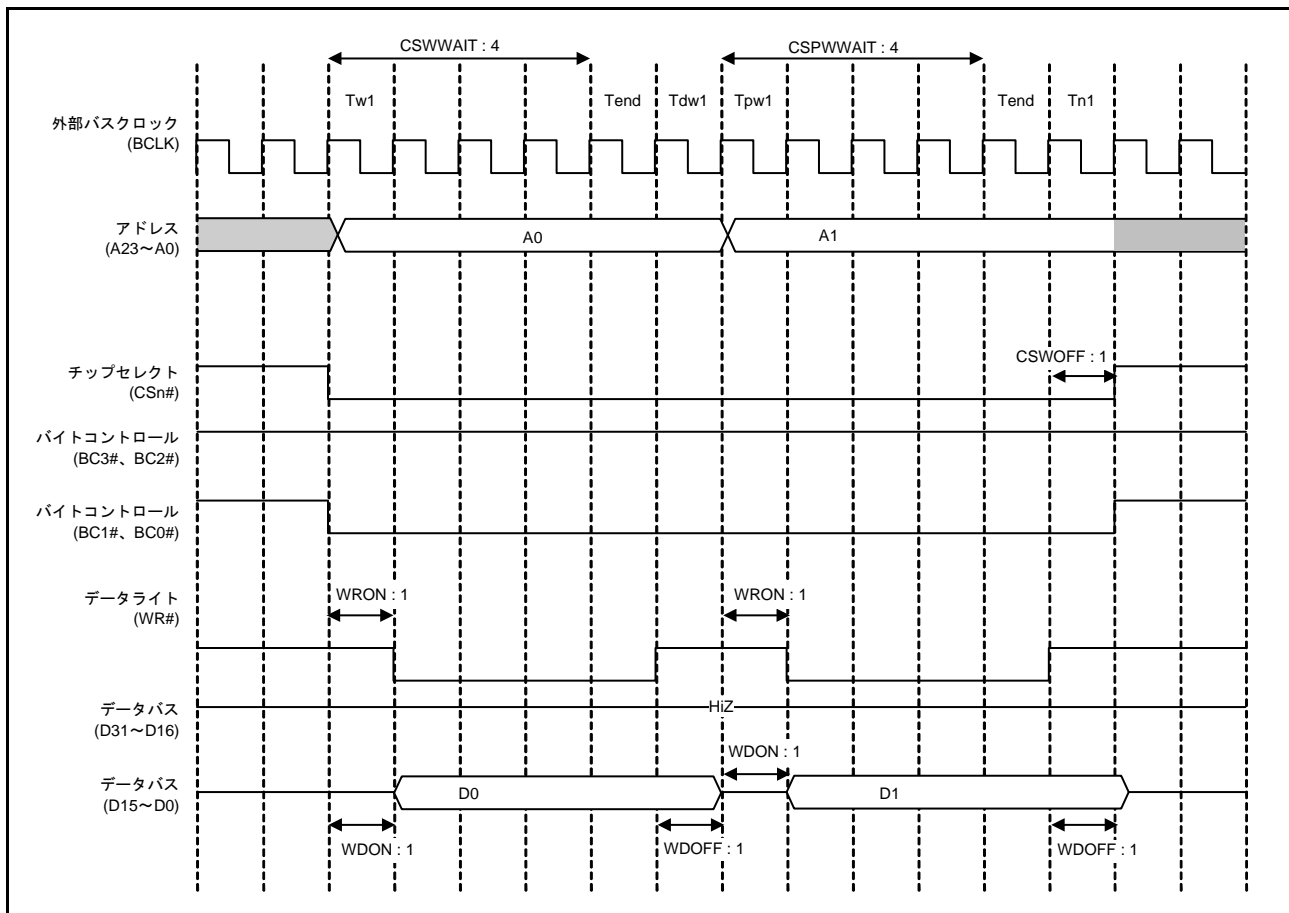 CSWWAIT : 4
CSPWWAIT : 4
Tw1
Tend
Tdw1
Tpw1
Tend
Tn1
外部バスクロック
(BCLK)
アドレス
(A23～A0)
A0
A1
チップセレクト
(CSn#)
CSWOFF : 1
バイトコントロール
(BC3#、BC2#)
バイトコントロール
(BC1#、BC0#)
データライト
(WR#)
WRON : 1
WRON : 1
データバス
(D31～D16)
HiZ
WDON : 1
データバス
(D15～D0)
D0
D1
WDON : 1
WDOFF : 1
WDOFF : 1